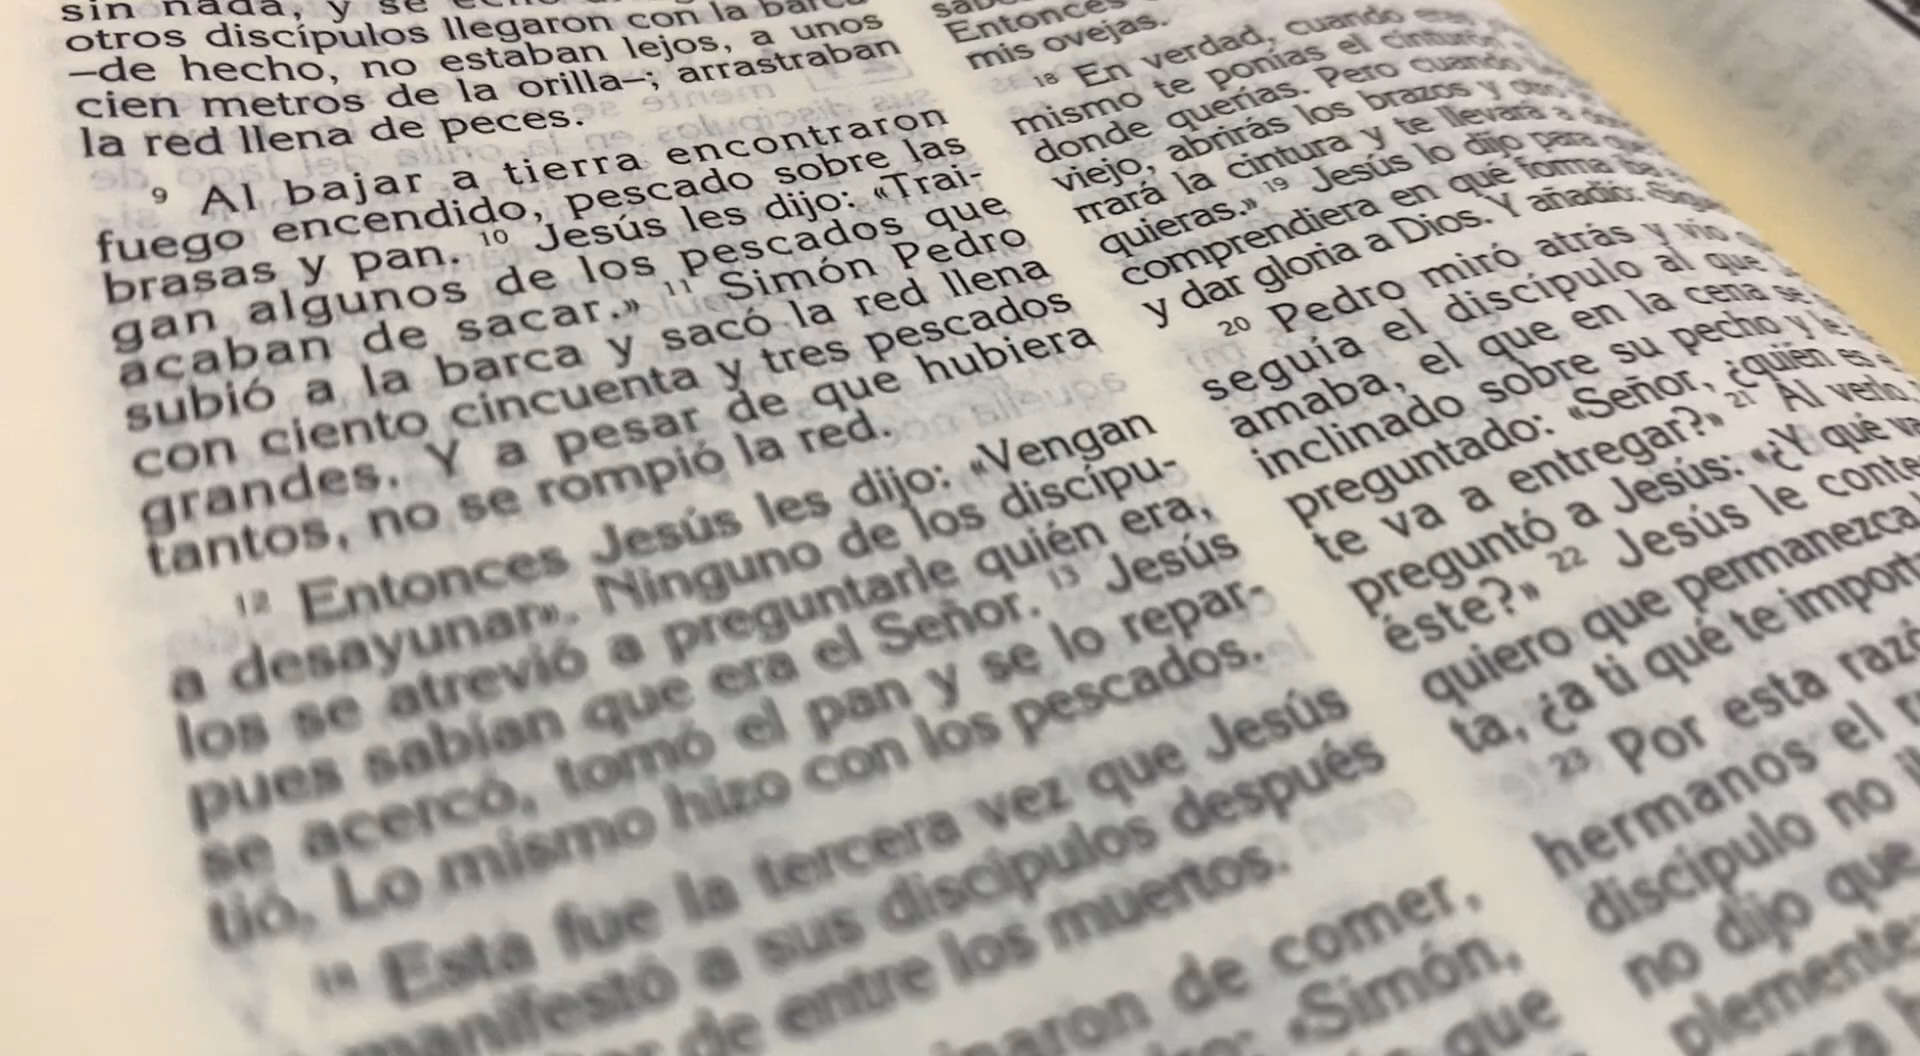 sin nada, y se
otros discípulos llegaron con la barca
—de hecho, no estaban lejos, a unos
cien metros de la orilla—; arrastraban
la red llena de peces.
9 Al bajar a tierra encontraron
fuego encendido, pescado sobre las
brasas y pan. 10 Jesús les dijo: «Trai-
gan algunos de los pescados que
acaban de sacar.» 11 Simón Pedro
subió a la barca y sacó la red llena
con ciento cincuenta y tres pescados
grandes. Y a pesar de que hubiera
tantos, no se rompió la red.
12 Entonces Jesús les dijo: «Vengan
a desayunar». Ninguno de los discípu-
los se atrevió a preguntarle quién era,
pues sabían que era el Señor. 13 Jesús
se acercó, tomó el pan y se lo repar-
tió. Lo mismo hizo con los pescados.
14 Esta fue la tercera vez que Jesús
manifestó a sus discípulos después
de entre los muertos.
de comer,
«Simón,
que
Entonces
mis ovejas.
18 En verdad, cuando
mismo te ponías el cinturón
donde querías. Pero cuando
viejo, abrirás los brazos y otro
rrará la cintura y te llevará a
quieras.» 19 Jesús lo dijo para que
comprendiera en qué forma iba
y dar gloria a Dios. Y añadió:
20 Pedro miró atrás y vio
seguía el discípulo al que
amaba, el que en la cena se
inclinado sobre su pecho y le
preguntado: «Señor, ¿quién es
te va a entregar?» 21 Al verlo,
preguntó a Jesús: «¿Y qué va
éste?» 22 Jesús le
quiero que permanezca
ta, ¿a ti qué te
23 Por esta
hermanos el
discípulo no
no dijo que